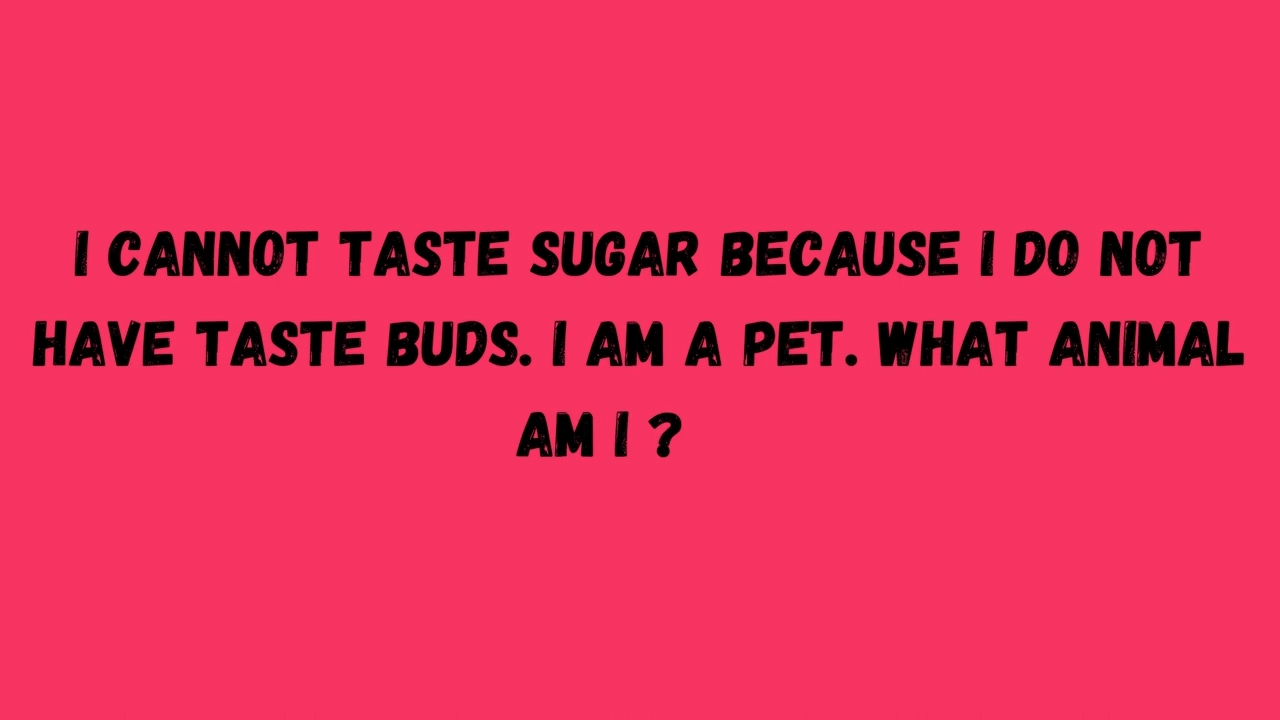 I CANNOT TASTE SUGAR BECAUSE I DO NOT
HAVE TASTE BUDS. I AM A PET. WHAT ANIMAL
AM I ?